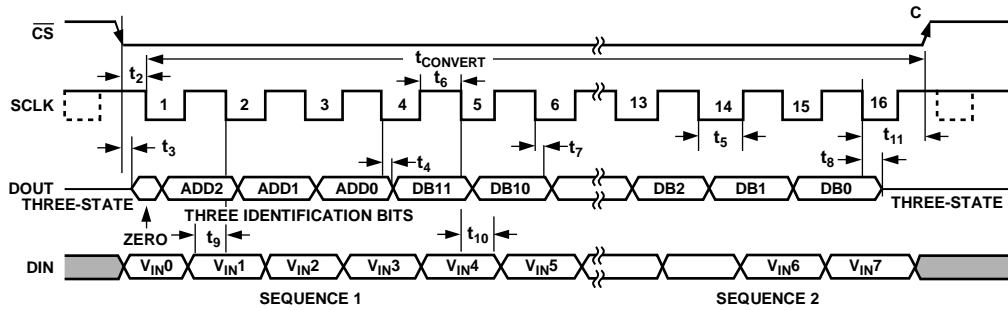 CS C
t2 tCONVERT
t6
SCLK 1 2 3 4 5 6 13 14 15 16
t3 t4 t7 t5 t8 t11
DOUT ADD2 ADD1 ADD0 DB11 DB10 DB2 DB1 DB0
THREE-STATE THREE IDENTIFICATION BITS THREE-STATE
ZERO t9 t10
DIN VIN0 VIN1 VIN2 VIN3 VIN4 VIN5 VIN6 VIN7
SEQUENCE 1 SEQUENCE 2